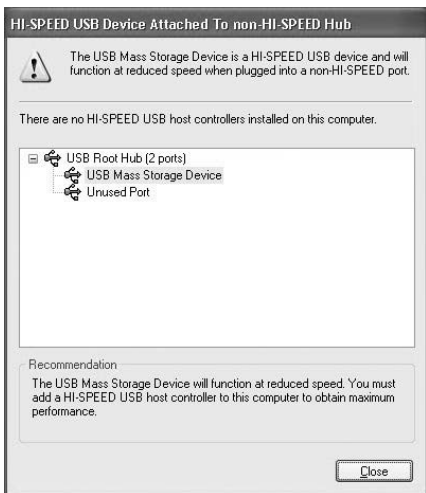 HI-SPEED USB Device Attached To non-HI-SPEED Hub
The USB Mass Storage Device is a HI-SPEED USB device and will
function at reduced speed when plugged into a non-HI-SPEED port.
There are no HI-SPEED USB host controllers installed on this computer.
USB Root Hub (2 ports)
USB Mass Storage Device
Unused Port
Recommendation
The USB Mass Storage Device will function at reduced speed. You must
add a HI-SPEED USB host controller to this computer to obtain maximum
performance.
Close